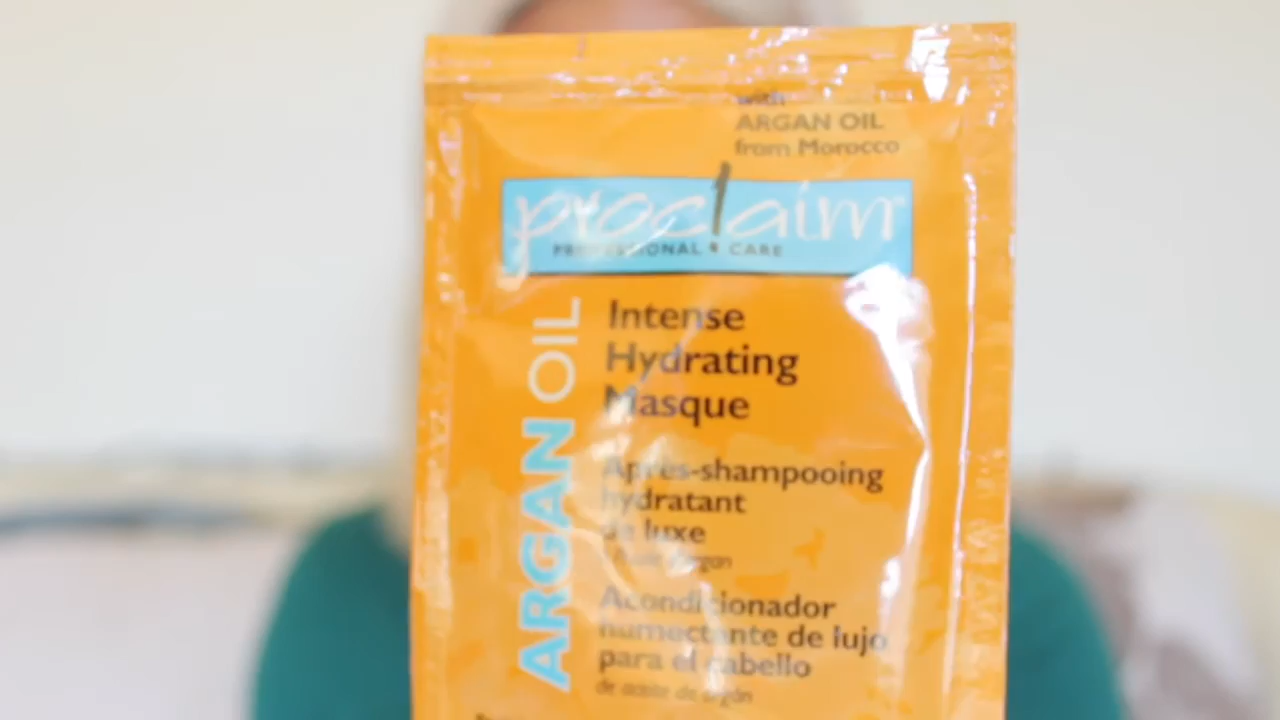 with
ARGAN OIL
from Morocco
proclaim
PROFESSIONAL CARE
ARGAN OIL
Intense
Hydrating
Masque
Après-shampooing
hydratant
de luxe
Acondicionador
humectante de lujo
para el cabello
de aceite de argán